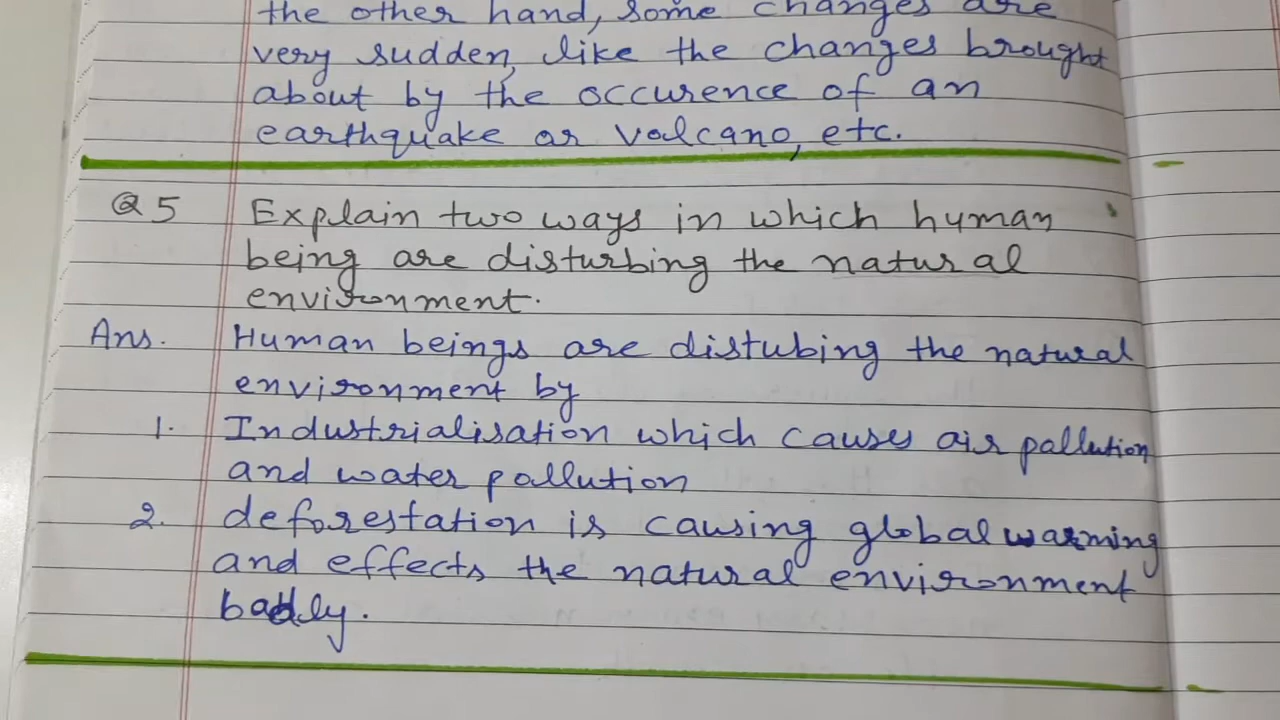 the other hand, some changes are
very sudden, like the changes brought
about by the occurence of an
earthquake or volcano, etc.
Q5 Explain two ways in which human
being are disturbing the natural
environment.
Ans. Human beings are distubing the natural
environment by
1. Industrialisation which causes air pollution
and water pollution
2. deforestation is causing global warming
and effects the natural environment
badly.